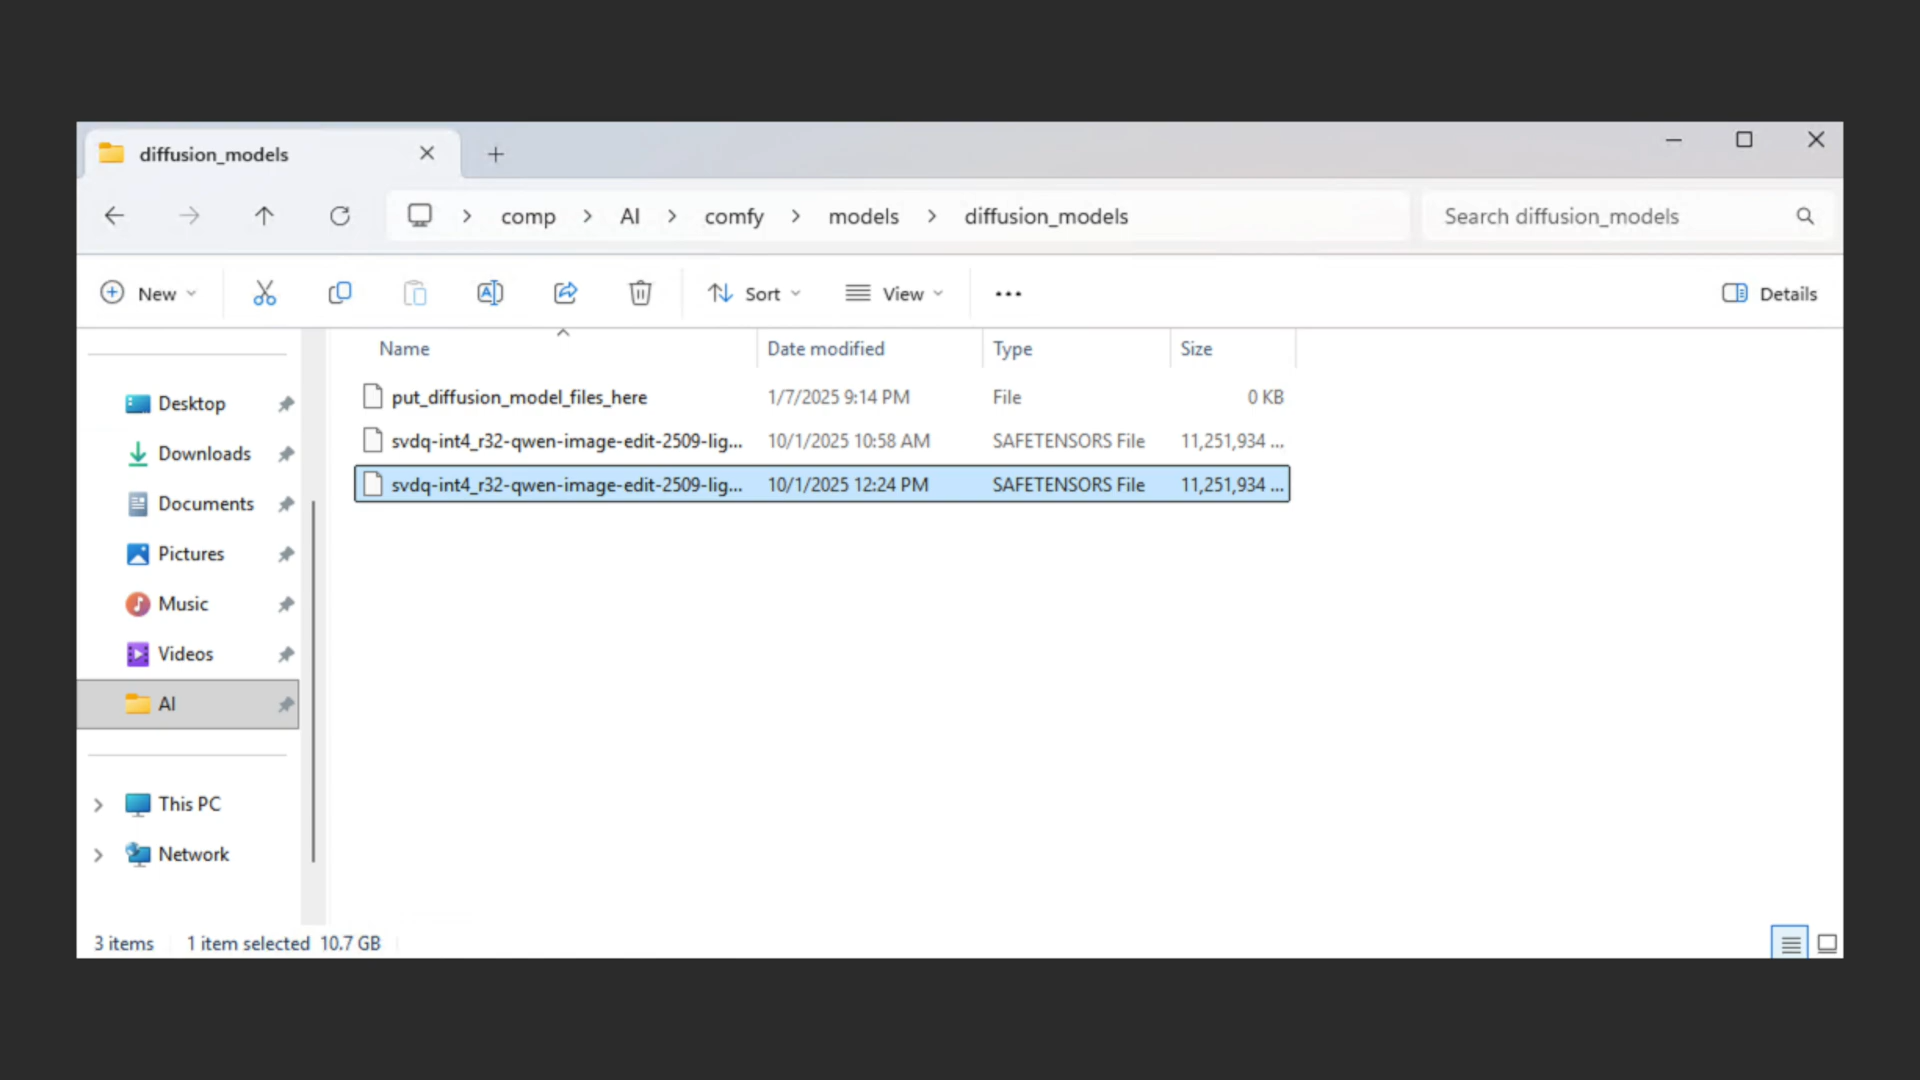 diffusion_models
comp > AI > comfy > models > diffusion_models
Search diffusion_models
New
Sort
View
Details
Name Date modified Type Size
put_diffusion_model_files_here 1/7/2025 9:14 PM File 0 KB
svdq-int4_r32-qwen-image-edit-2509-lig... 10/1/2025 10:58 AM SAFETENSORS File 11,251,934 ...
svdq-int4_r32-qwen-image-edit-2509-lig... 10/1/2025 12:24 PM SAFETENSORS File 11,251,934 ...
Desktop
Downloads
Documents
Pictures
Music
Videos
AI
This PC
Network
3 items 1 item selected 10.7 GB